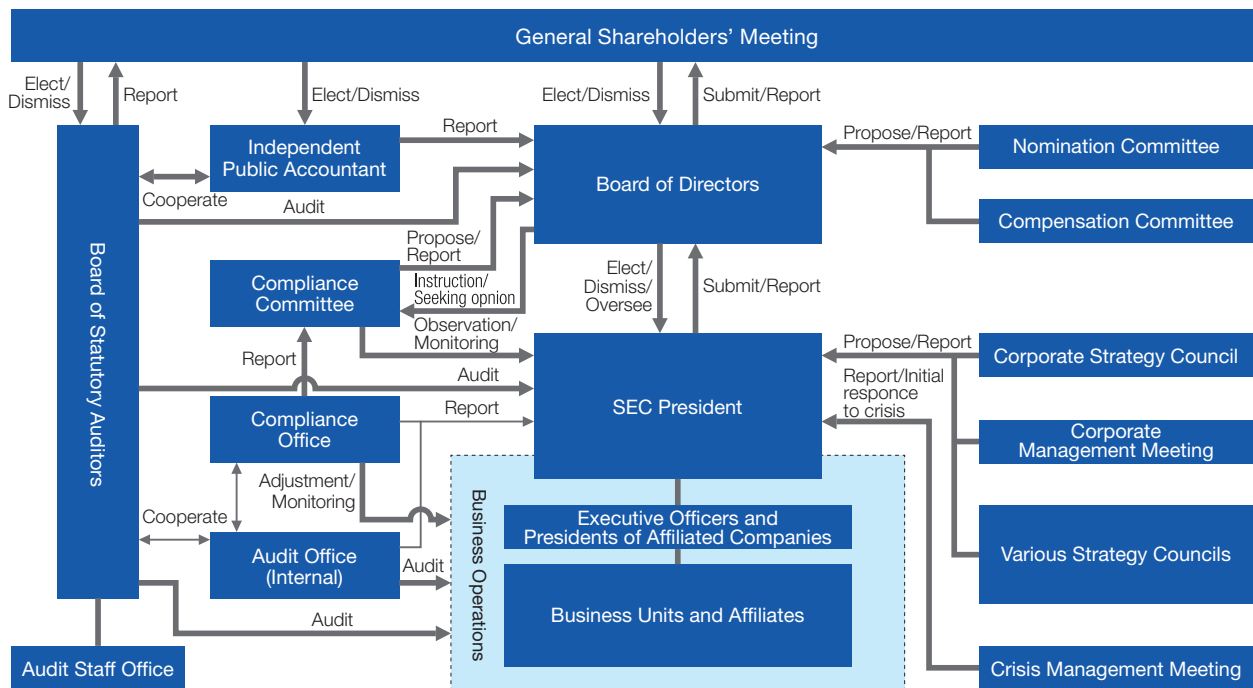 General Shareholders’ Meeting
Elect/
Dismiss
Report
Elect/Dismiss
Elect/Dismiss
Submit/Report
Independent
Public Accountant
Report
Board of Directors
Propose/Report
Nomination Committee
Cooperate
Audit
Compensation Committee
Board of Statutory Auditors
Propose/
Report
Compliance
Committee
Instruction/
Seeking opnion
Elect/
Dismiss/
Oversee
Submit/Report
Observation/
Monitoring
Report
Propose/Report
Corporate Strategy Council
Audit
SEC President
Report/Initial
responce
to crisis
Compliance
Office
Report
Corporate
Management Meeting
Adjustment/
Monitoring
Business Operations
Executive Officers and
Presidents of Affiliated Companies
Cooperate
Audit Office
(Internal)
Audit
Various Strategy Councils
Business Units and Affiliates
Audit
Audit Staff Office
Crisis Management Meeting